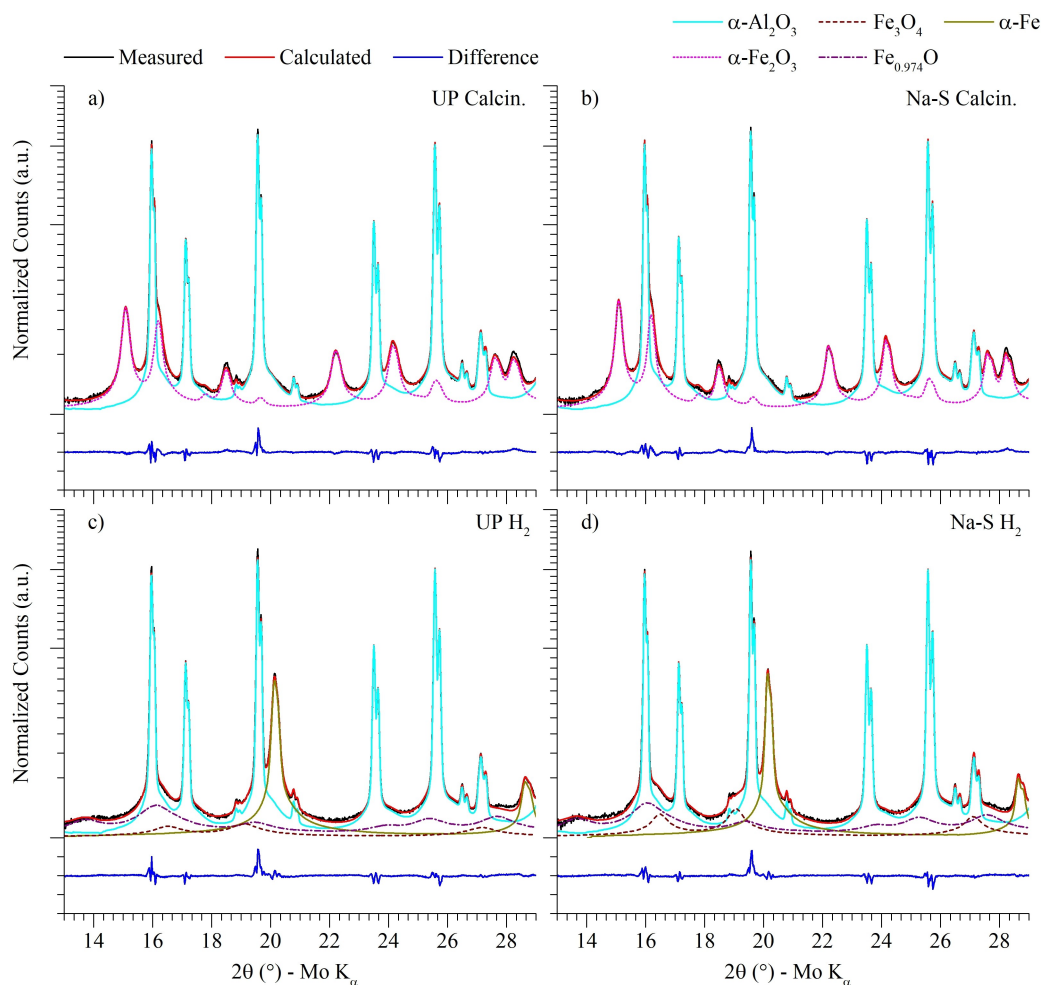 α-Al₂O₃ Fe₃O₄ α-Fe
Measured Calculated Difference α-Fe₂O₃ Fe₀.₉₇₄O
a) UP Calcin. b) Na-S Calcin.
Normalized Counts (a.u.)
c) UP H₂ d) Na-S H₂
Normalized Counts (a.u.)
14 16 18 20 22 24 26 28 14 16 18 20 22 24 26 28
2θ (°) - Mo Kα 2θ (°) - Mo Kα